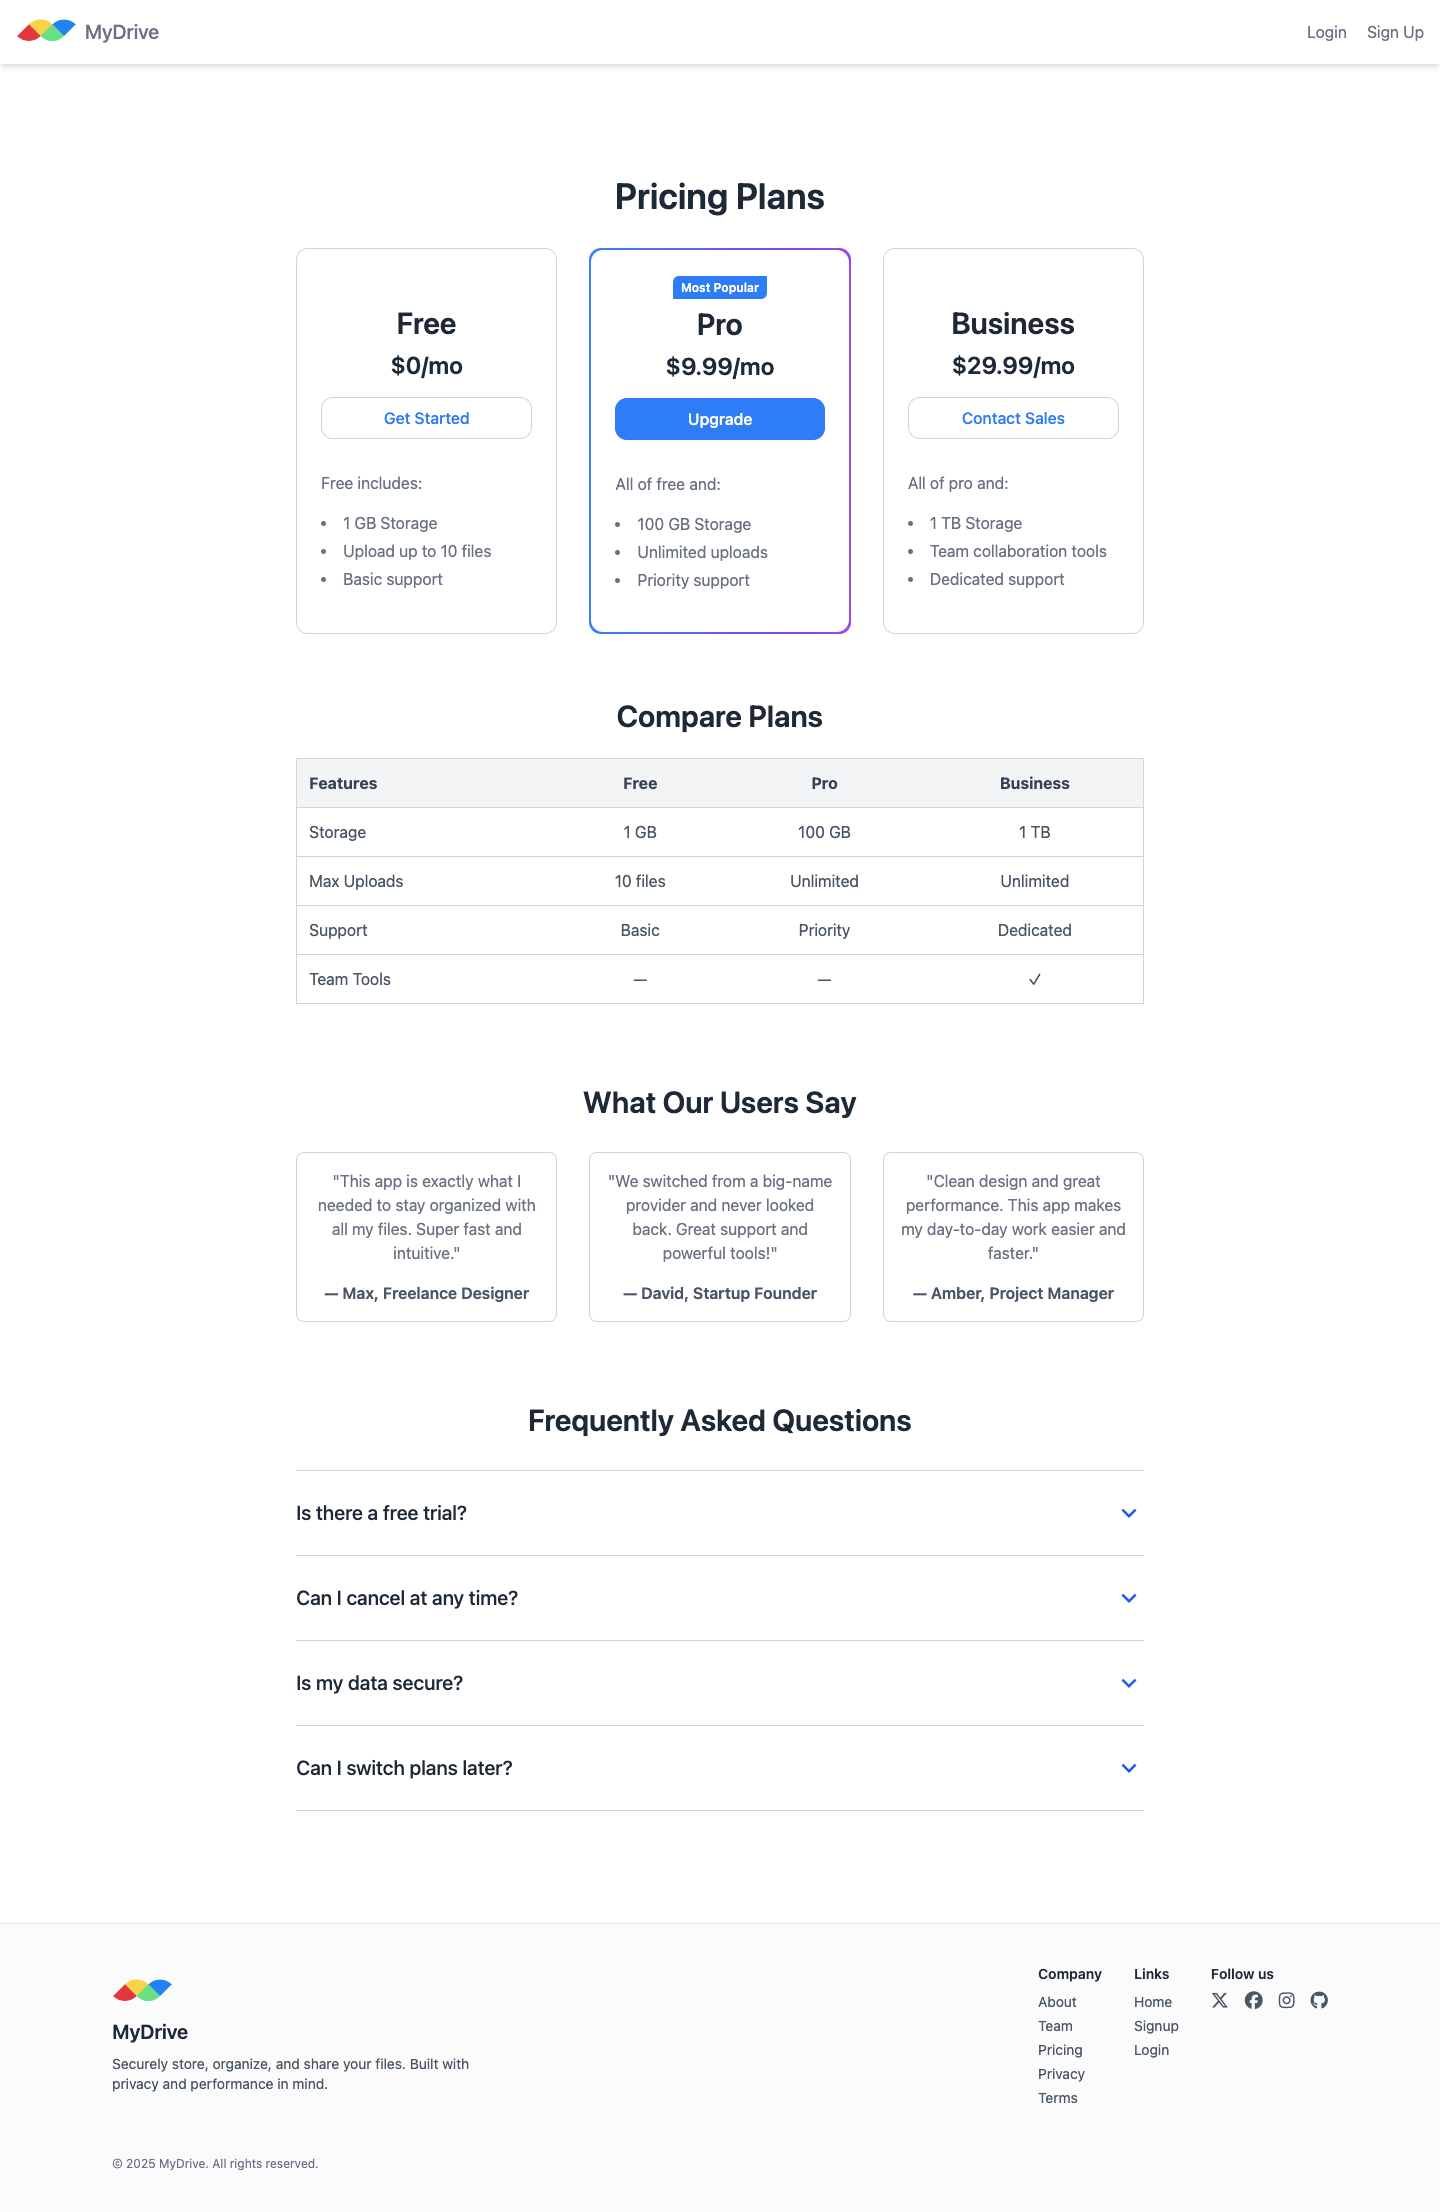 MyDrive
Login
Sign Up
Pricing Plans
Free
$0/mo
Get Started
Free includes:
• 1 GB Storage
• Upload up to 10 files
• Basic support
Most Popular
Pro
$9.99/mo
Upgrade
All of free and:
• 100 GB Storage
• Unlimited uploads
• Priority support
Business
$29.99/mo
Contact Sales
All of pro and:
• 1 TB Storage
• Team collaboration tools
• Dedicated support
Compare Plans
Features Free Pro Business
Storage 1 GB 100 GB 1 TB
Max Uploads 10 files Unlimited Unlimited
Support Basic Priority Dedicated
Team Tools — — ✓
What Our Users Say
"This app is exactly what I
needed to stay organized with
all my files. Super fast and
intuitive."
— Max, Freelance Designer
"We switched from a big-name
provider and never looked
back. Great support and
powerful tools!"
— David, Startup Founder
"Clean design and great
performance. This app makes
my day-to-day work easier and
faster."
— Amber, Project Manager
Frequently Asked Questions
Is there a free trial?
Can I cancel at any time?
Is my data secure?
Can I switch plans later?
MyDrive
Securely store, organize, and share your files. Built with
privacy and performance in mind.
Company
About
Team
Pricing
Privacy
Terms
Links
Home
Signup
Login
Follow us
© 2025 MyDrive. All rights reserved.